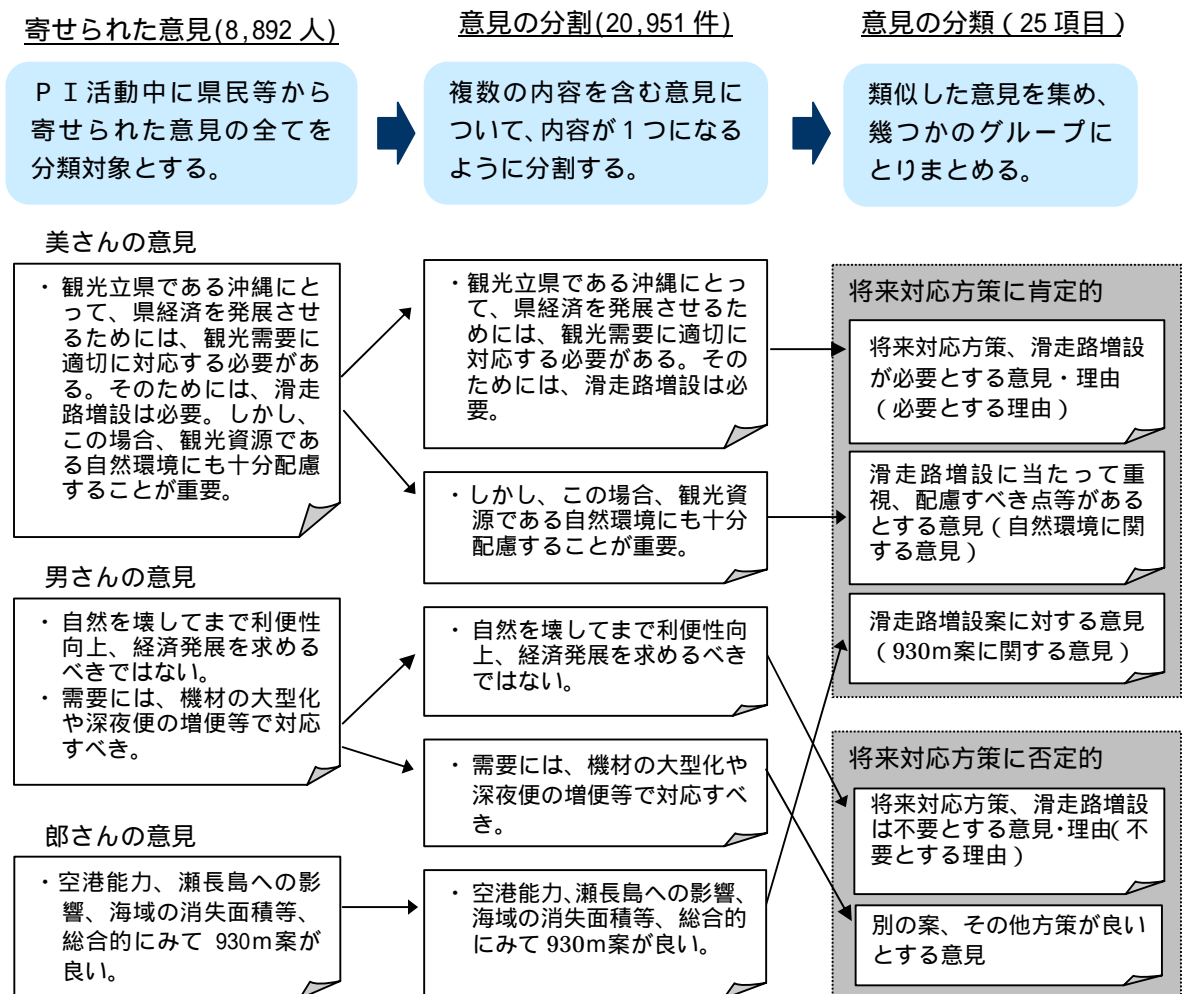 寄せられた意見(8,892 人)
意見の分割(20,951 件)
意見の分類（25 項目）
ＰＩ活動中に県民等から
寄せられた意見の全てを
分類対象とする。
複数の内容を含む意見に
ついて、内容が１つになる
ように分割する。
類似した意見を集め、
幾つかのグループに
とりまとめる。
美さんの意見
・ 観光立県である沖縄にと
って、県経済を発展させ
るためには、観光需要に
適切に対応する必要があ
る。そのためには、滑走
路増設は必要。しかし、
この場合、観光資源であ
る自然環境にも十分配慮
することが重要。
・観光立県である沖縄にとっ
て、県経済を発展させるた
めには、観光需要に適切に
対応する必要がある。その
ためには、滑走路増設は必
要。
・しかし、この場合、観光資
源である自然環境にも十分
配慮することが重要。
将来対応方策に肯定的
将来対応方策、滑走路増設
が必要とする意見・理由
（必要とする理由）
滑走路増設に当たって重
視、配慮すべき点等がある
とする意見（自然環境に関
する意見）
滑走路増設案に対する意見
（930ｍ案に関する意見）
男さんの意見
・ 自然を壊してまで利便性
向上、経済発展を求める
べきではない。
・ 需要には、機材の大型化
や深夜便の増便等で対応
すべき。
・ 自然を壊してまで利便性向
上、経済発展を求めるべき
ではない。
・ 需要には、機材の大型化や
深夜便の増便等で対応すべ
き。
将来対応方策に否定的
将来対応方策、滑走路増設
は不要とする意見・理由（不
要とする理由）
別の案、その他方策が良い
とする意見
郎さんの意見
・空港能力、瀬長島への影
響、海域の消失面積等、
総合的にみて 930ｍ案が
良い。
・ 空港能力、瀬長島への影響、
海域の消失面積等、総合的
にみて 930ｍ案が良い。